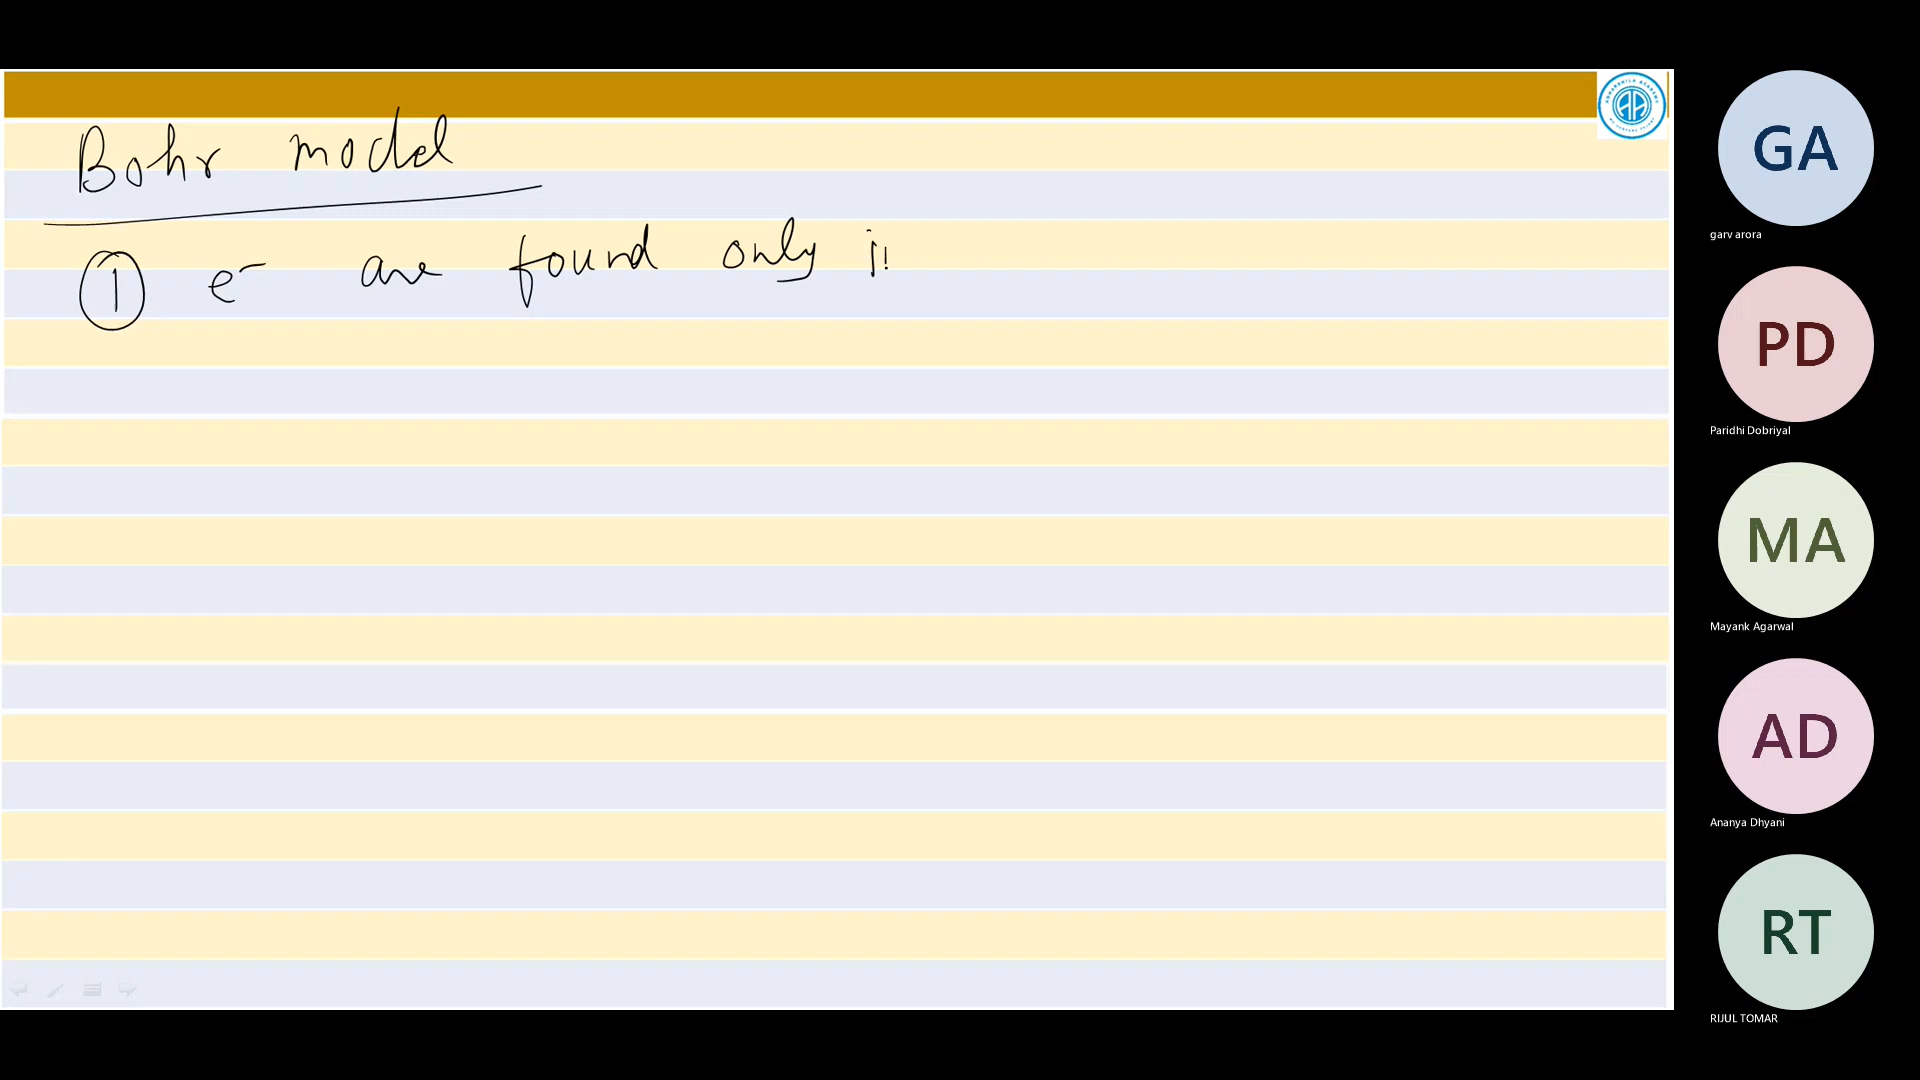 Bohr model
① e⁻ are found only i
GA
garv arora
PD
Paridhi Dobriyal
MA
Mayank Agarwal
AD
Ananya Dhyani
RT
RIJUL TOMAR